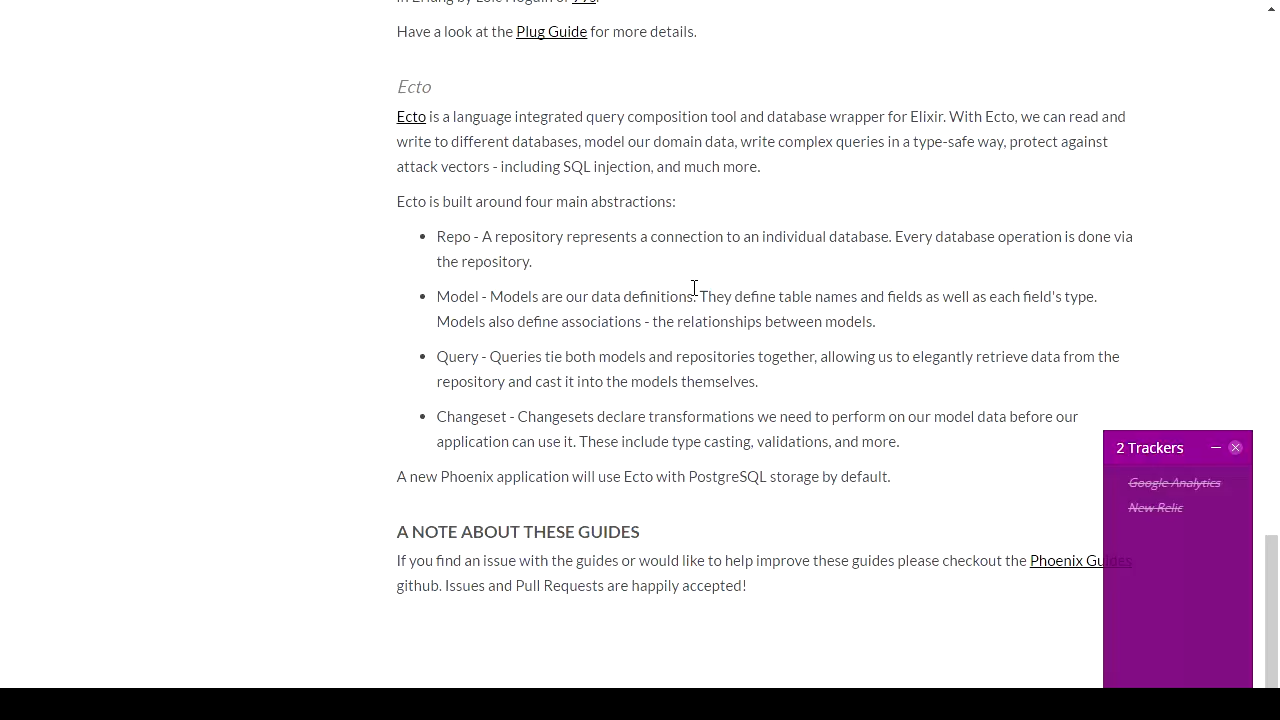 Have a look at the Plug Guide for more details.
Ecto
Ecto is a language integrated query composition tool and database wrapper for Elixir. With Ecto, we can read and
write to different databases, model our domain data, write complex queries in a type-safe way, protect against
attack vectors - including SQL injection, and much more.
Ecto is built around four main abstractions:
Repo - A repository represents a connection to an individual database. Every database operation is done via
the repository.
Model - Models are our data definitions. They define table names and fields as well as each field's type.
Models also define associations - the relationships between models.
Query - Queries tie both models and repositories together, allowing us to elegantly retrieve data from the
repository and cast it into the models themselves.
Changeset - Changesets declare transformations we need to perform on our model data before our
application can use it. These include type casting, validations, and more.
2 Trackers
Google Analytics
New Relic
A new Phoenix application will use Ecto with PostgreSQL storage by default.
A NOTE ABOUT THESE GUIDES
If you find an issue with the guides or would like to help improve these guides please checkout the Phoenix Guides
github. Issues and Pull Requests are happily accepted!